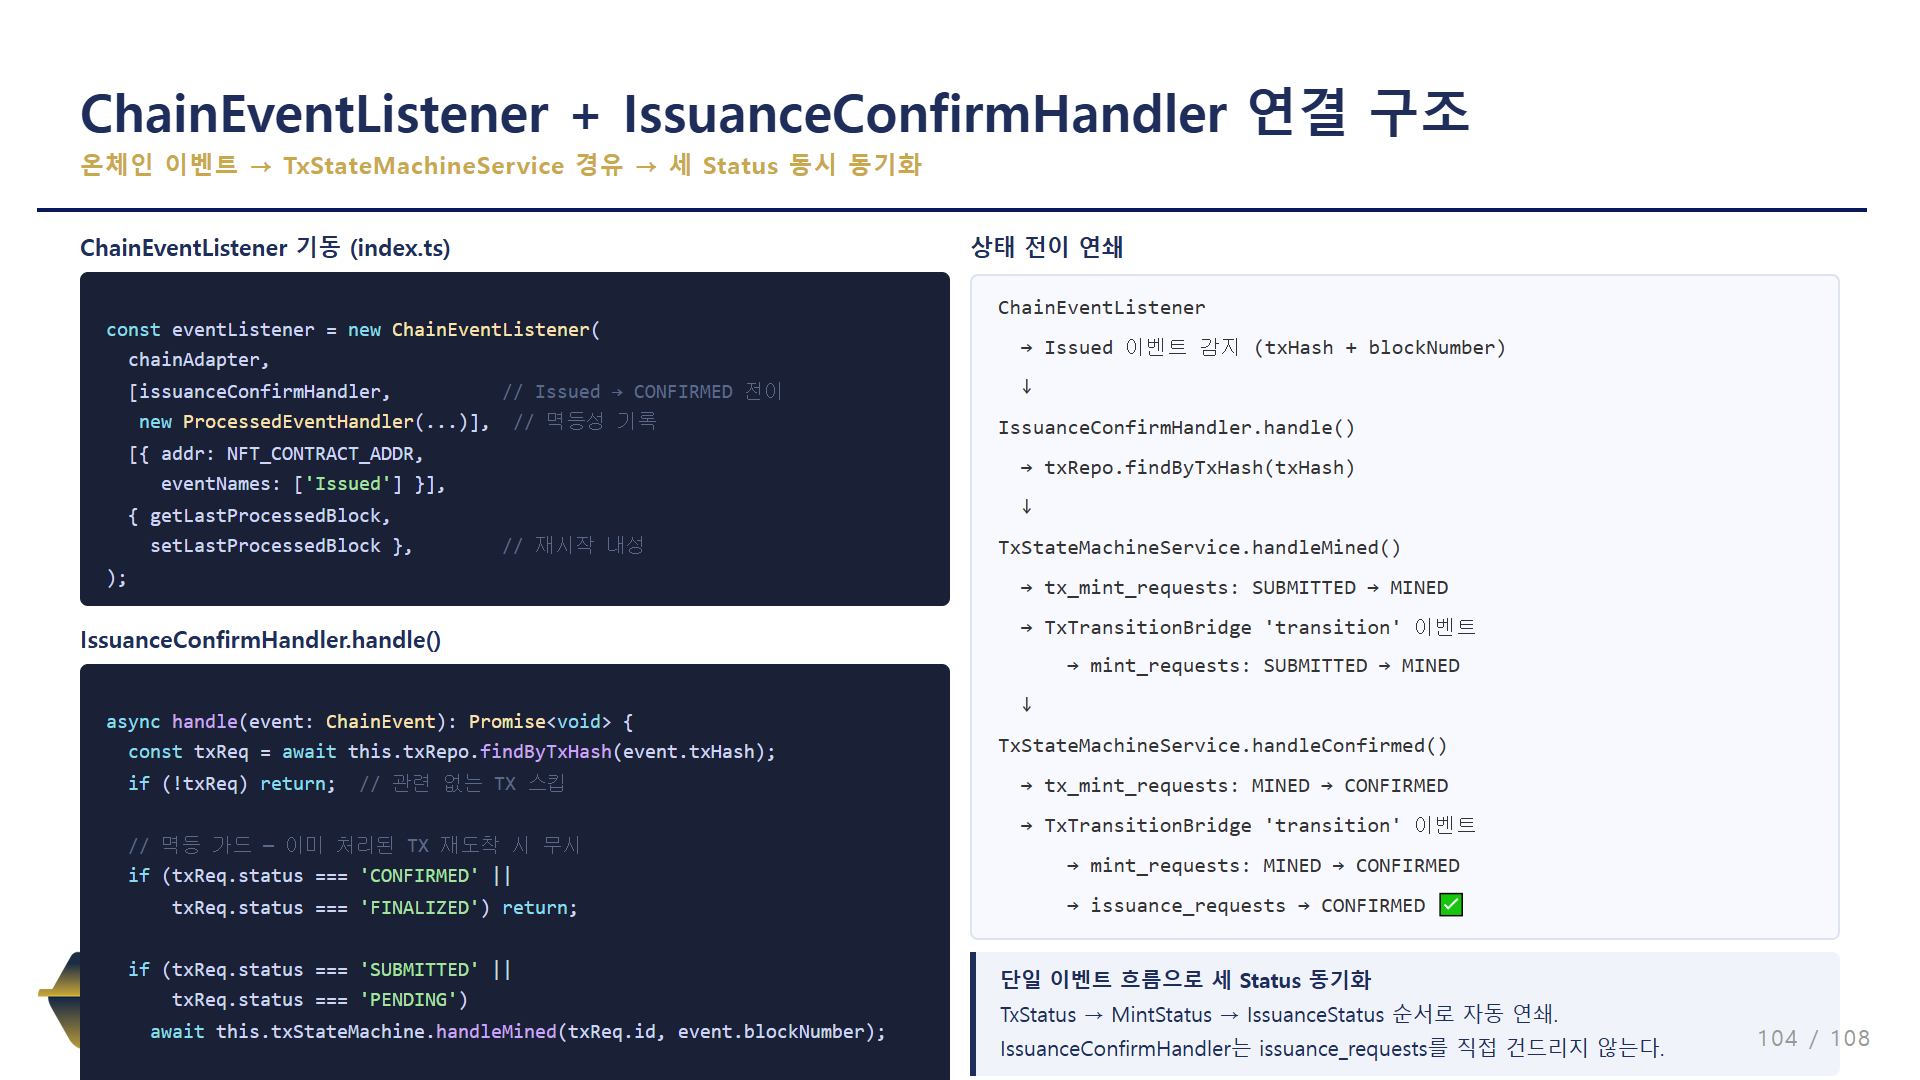 ChainEventListener + IssuanceConfirmHandler 연결 구조
온체인 이벤트 → TxStateMachineService 경유 → 세 Status 동시 동기화
ChainEventListener 기동 (index.ts)
const eventListener = new ChainEventListener(
  chainAdapter,
  [issuanceConfirmHandler,          // Issued → CONFIRMED 전이
   new ProcessedEventHandler(...)],  // 멱등성 기록
  [{ addr: NFT_CONTRACT_ADDR,
     eventNames: ['Issued'] }],
  { getLastProcessedBlock,
    setLastProcessedBlock },        // 재시작 내성
);
IssuanceConfirmHandler.handle()
async handle(event: ChainEvent): Promise<void> {
  const txReq = await this.txRepo.findByTxHash(event.txHash);
  if (!txReq) return;  // 관련 없는 TX 스킵
  // 멱등 가드 — 이미 처리된 TX 재도착 시 무시
  if (txReq.status === 'CONFIRMED' ||
      txReq.status === 'FINALIZED') return;
  if (txReq.status === 'SUBMITTED' ||
      txReq.status === 'PENDING')
    await this.txStateMachine.handleMined(txReq.id, event.blockNumber);
상태 전이 연쇄
ChainEventListener
  → Issued 이벤트 감지 (txHash + blockNumber)
  ↓
IssuanceConfirmHandler.handle()
  → txRepo.findByTxHash(txHash)
  ↓
TxStateMachineService.handleMined()
  → tx_mint_requests: SUBMITTED → MINED
  → TxTransitionBridge 'transition' 이벤트
      → mint_requests: SUBMITTED → MINED
  ↓
TxStateMachineService.handleConfirmed()
  → tx_mint_requests: MINED → CONFIRMED
  → TxTransitionBridge 'transition' 이벤트
      → mint_requests: MINED → CONFIRMED
      → issuance_requests → CONFIRMED ✅
단일 이벤트 흐름으로 세 Status 동기화
TxStatus → MintStatus → IssuanceStatus 순서로 자동 연쇄.
IssuanceConfirmHandler는 issuance_requests를 직접 건드리지 않는다.
104 / 108